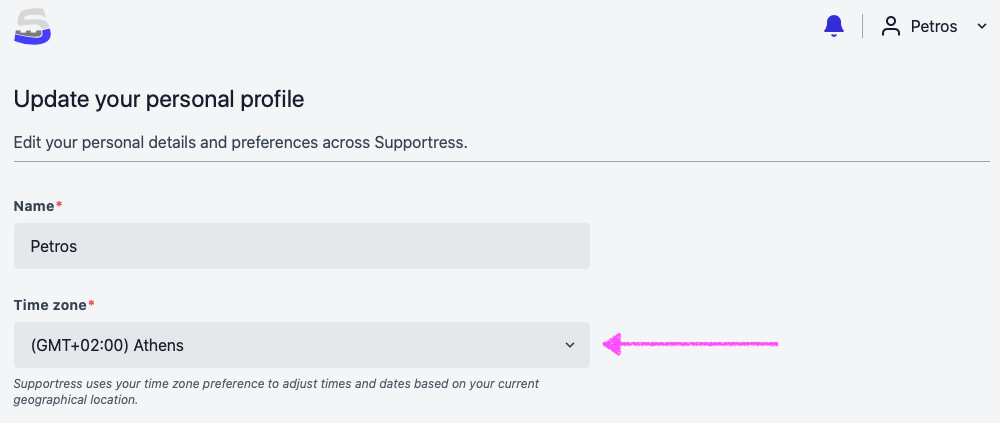 Petros
Update your personal profile
Edit your personal details and preferences across Supportress.
Name*
Petros
Time zone*
(GMT+02:00) Athens
Supportress uses your time zone preference to adjust times and dates based on your current
geographical location.